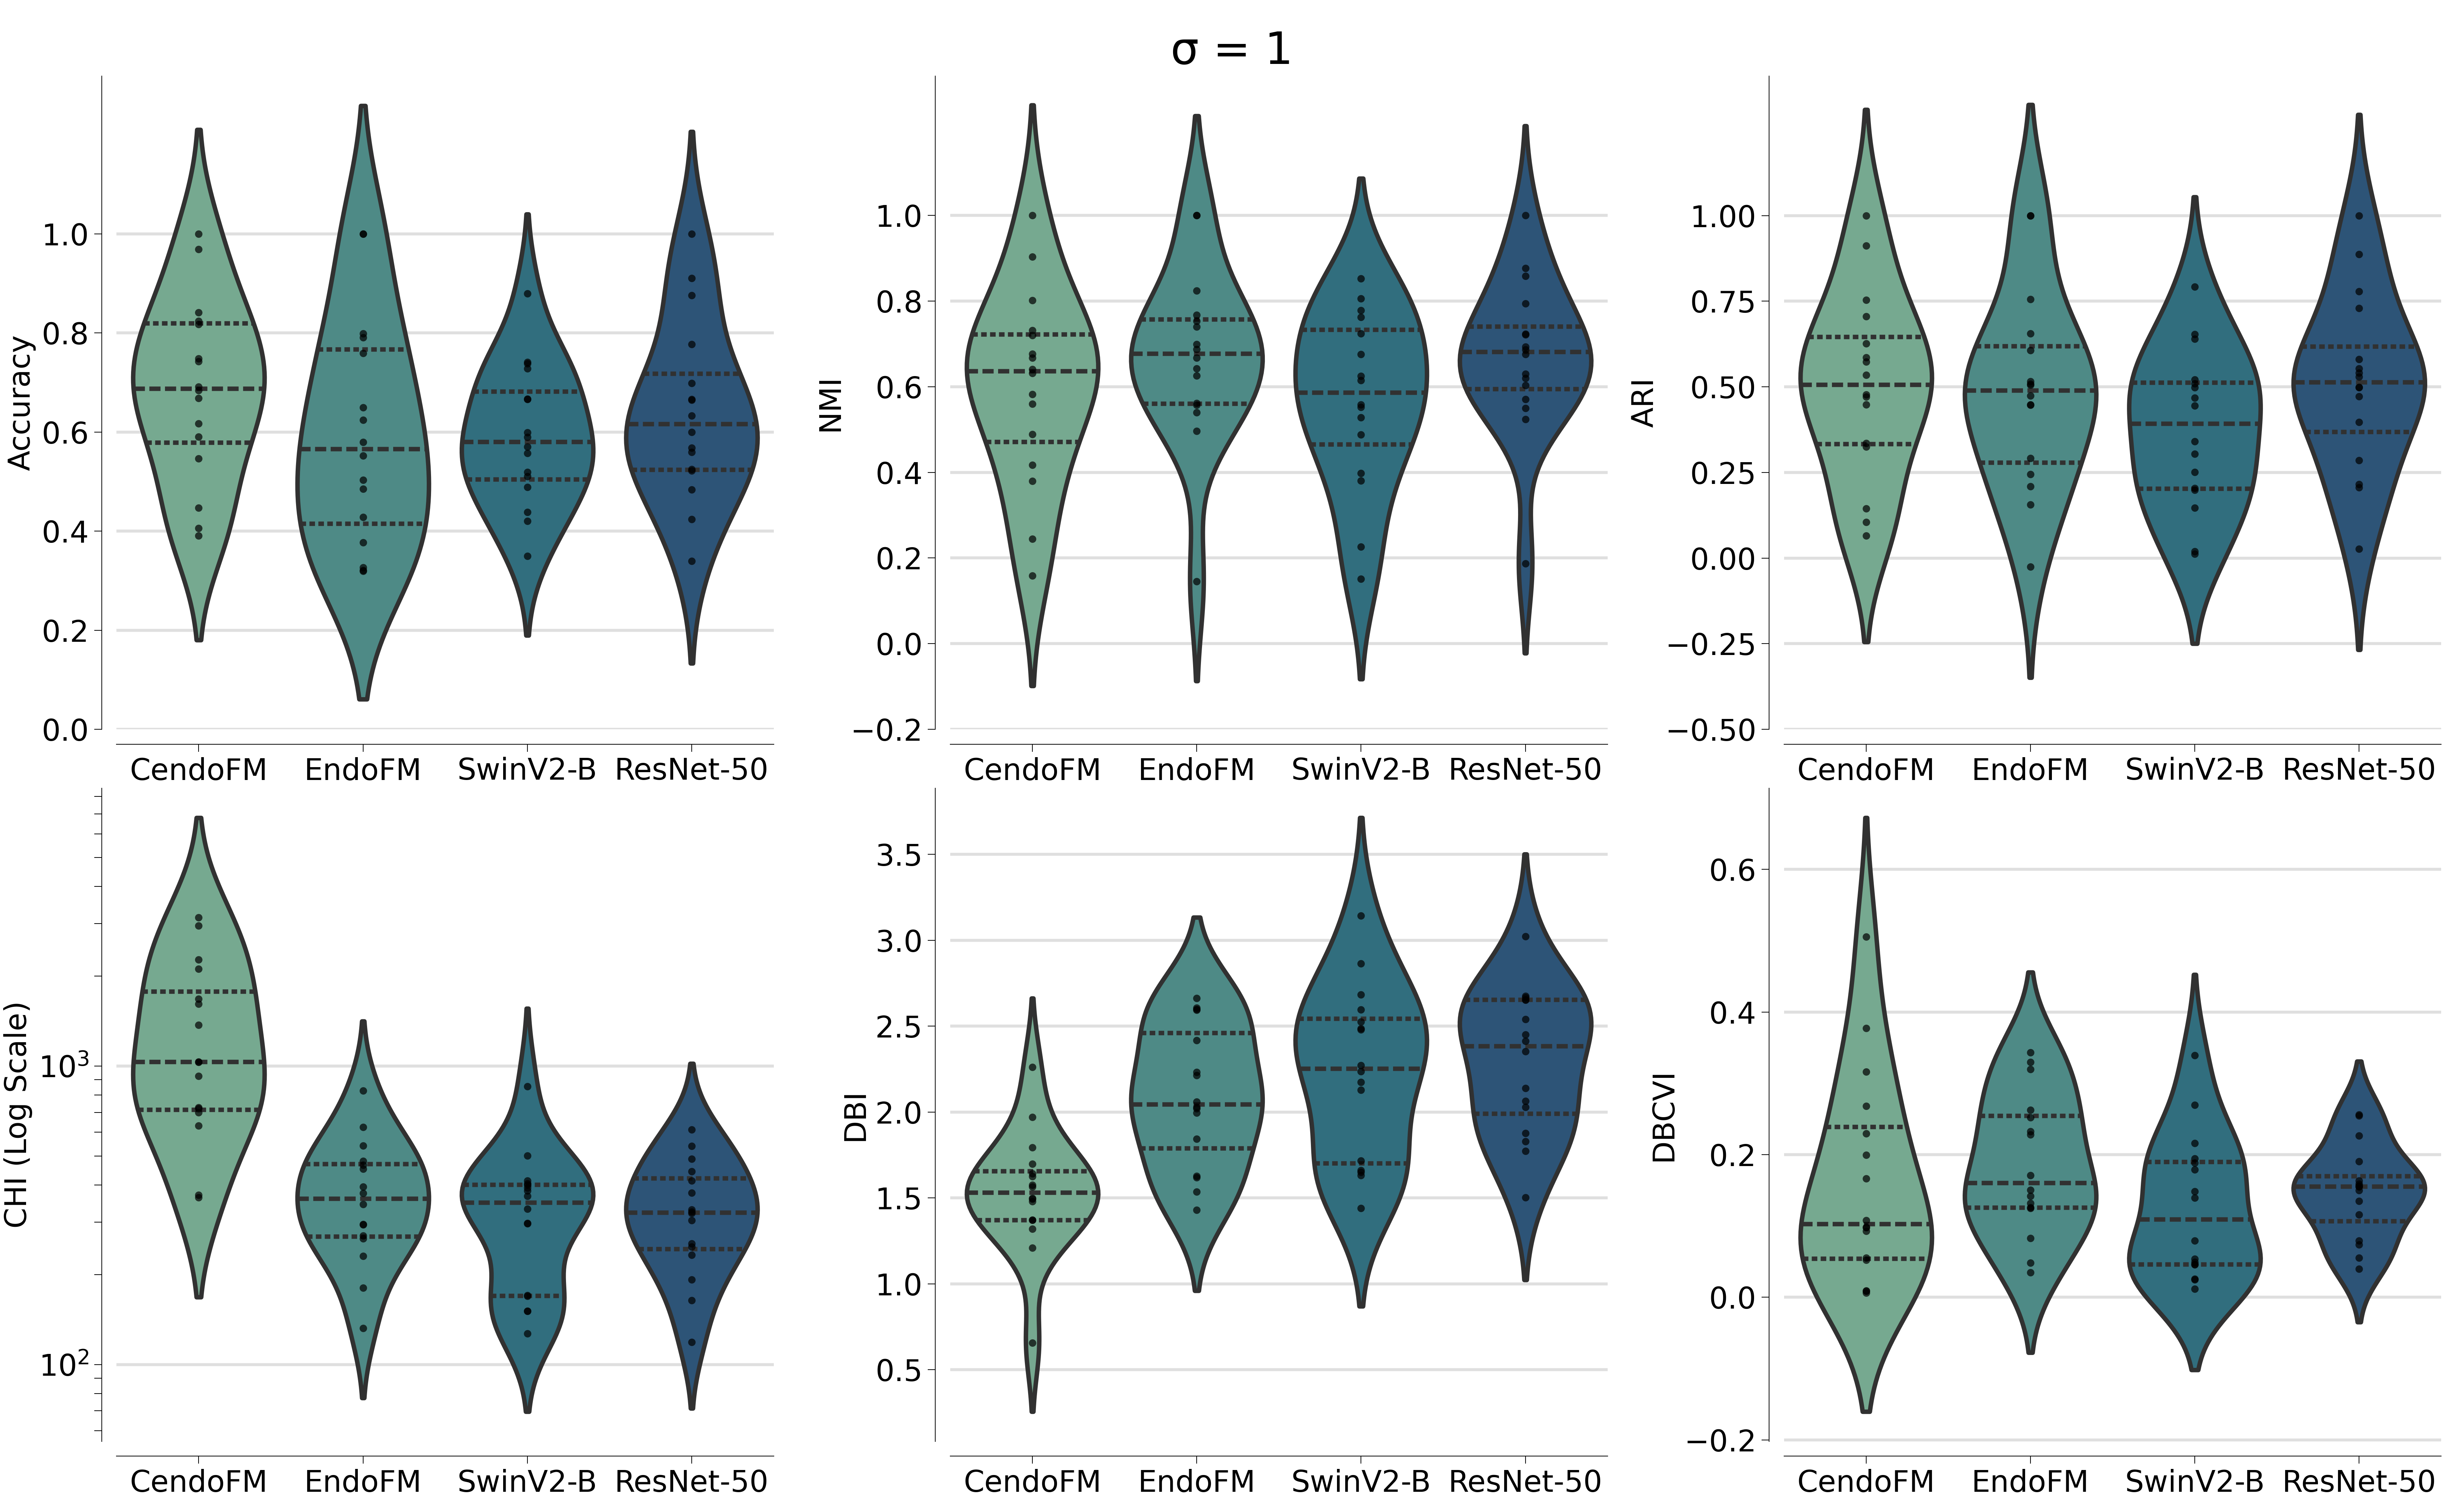 σ = 1
Accuracy
1.0
0.8
0.6
0.4
0.2
0.0
CendoFM EndoFM SwinV2-B ResNet-50
NMI
1.0
0.8
0.6
0.4
0.2
0.0
−0.2
CendoFM EndoFM SwinV2-B ResNet-50
ARI
1.00
0.75
0.50
0.25
0.00
−0.25
−0.50
CendoFM EndoFM SwinV2-B ResNet-50
CHI (Log Scale)
10³
10²
CendoFM EndoFM SwinV2-B ResNet-50
DBI
3.5
3.0
2.5
2.0
1.5
1.0
0.5
CendoFM EndoFM SwinV2-B ResNet-50
DBCVI
0.6
0.4
0.2
0.0
−0.2
CendoFM EndoFM SwinV2-B ResNet-50